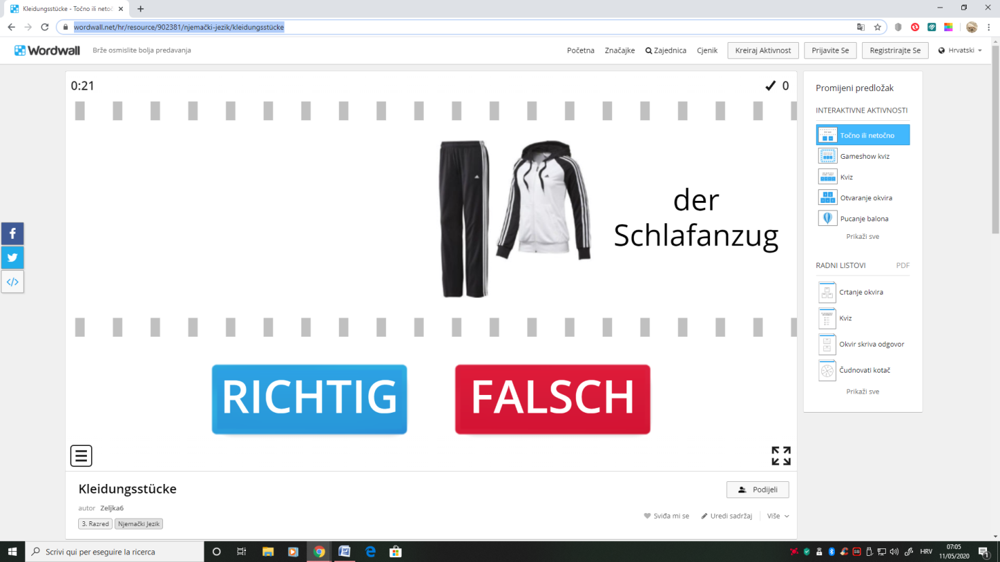 Kleidungsstücke - Točno ili netoč
wordwall.net/hr/resource/902381/njemački-jezik/kleidungsstücke
Wordwall
Brže osmislite bolja predavanja
Početna
Značajke
Zajednica
Cjenik
Kreiraj Aktivnost
Prijavite Se
Registrirajte Se
Hrvatski
0:21
0
der
Schlafanzug
RICHTIG
FALSCH
Kleidungsstücke
autor Zeljka6
3. Razred
Njemački Jezik
Podijeli
Sviđa mi se
Uredi sadržaj
Više
Promijeni predložak
INTERAKTIVNE AKTIVNOSTI
Točno ili netočno
Gameshow kviz
Kviz
Otvaranje okvira
Pucanje balona
Prikaži sve
RADNI LISTOVI
PDF
Crtanje okvira
Kviz
Okvir skriva odgovor
Čudnovati kotač
Prikaži sve
Scrivi qui per eseguire la ricerca
HRV
07:05
11/05/2020
1